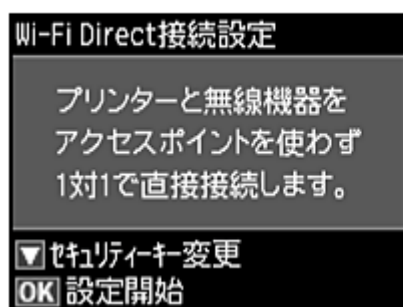 Wi-Fi Direct接続設定
プリンターと無線機器を
アクセスポイントを使わず
1対1で直接接続します。
▼ セキュリティーキー変更
OK 設定開始